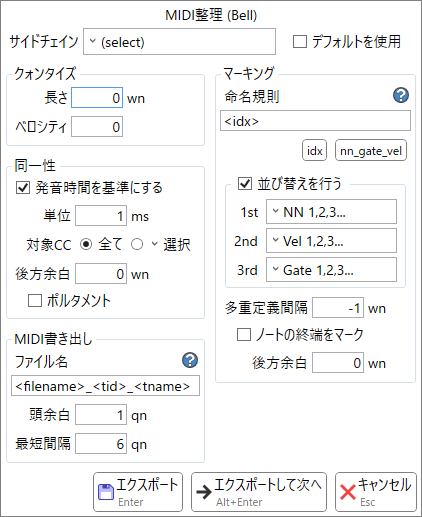 MIDI整理 (Bell)
サイドチェイン (select) デフォルトを使用
クォンタイズ
長さ 0 wn
ベロシティ 0
同一性
発音時間を基準にする
単位 1 ms
対象CC 全て 選択
後方余白 0 wn
ポルタメント
MIDI書き出し
ファイル名
<filename>_<tid>_<tname>
頭余白 1 qn
最短間隔 6 qn
マーキング
命名規則
<idx>
idx nn_gate_vel
並び替えを行う
1st NN 1,2,3...
2nd Vel 1,2,3...
3rd Gate 1,2,3...
多重定義間隔 -1 wn
ノートの終端をマーク
後方余白 0 wn
エクスポート
Enter
エクスポートして次へ
Alt+Enter
キャンセル
Esc